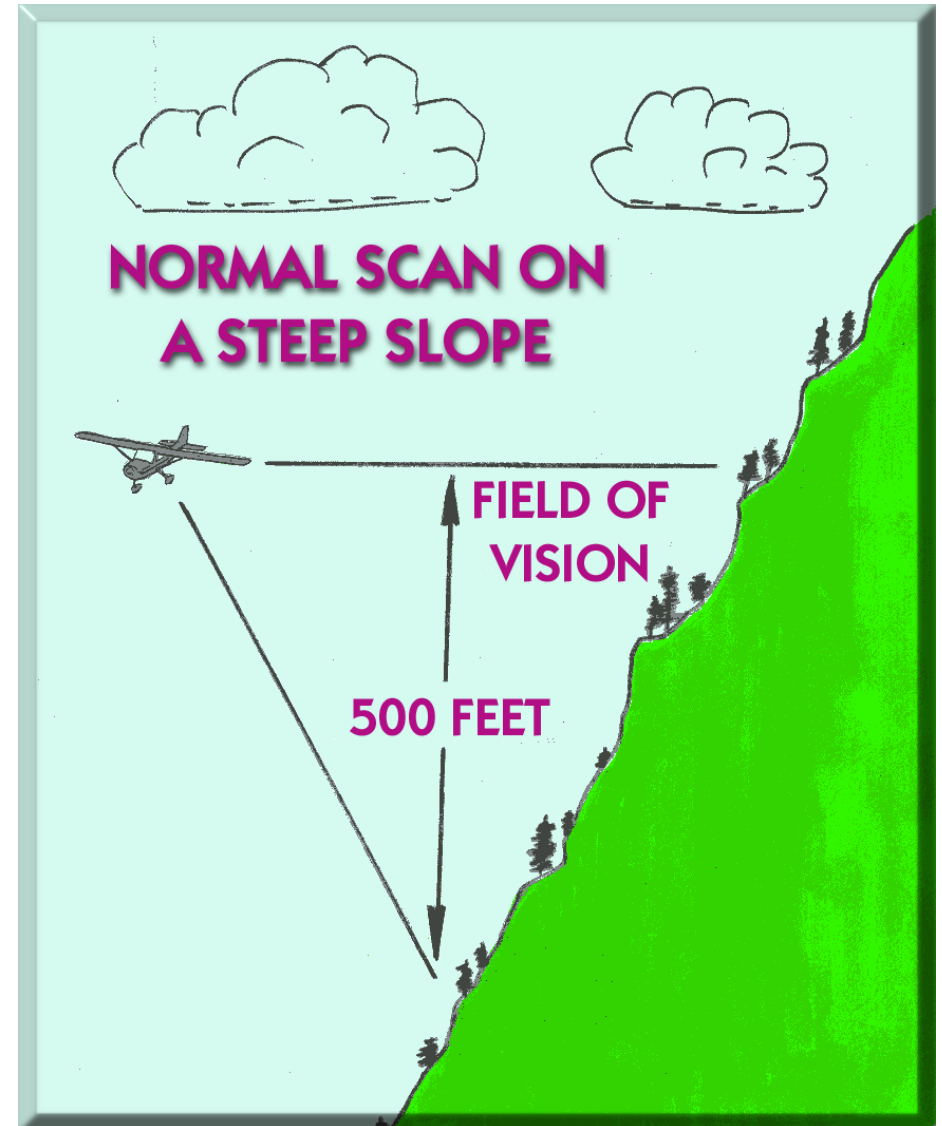 NORMAL SCAN ON
A STEEP SLOPE
FIELD OF
VISION
500 FEET